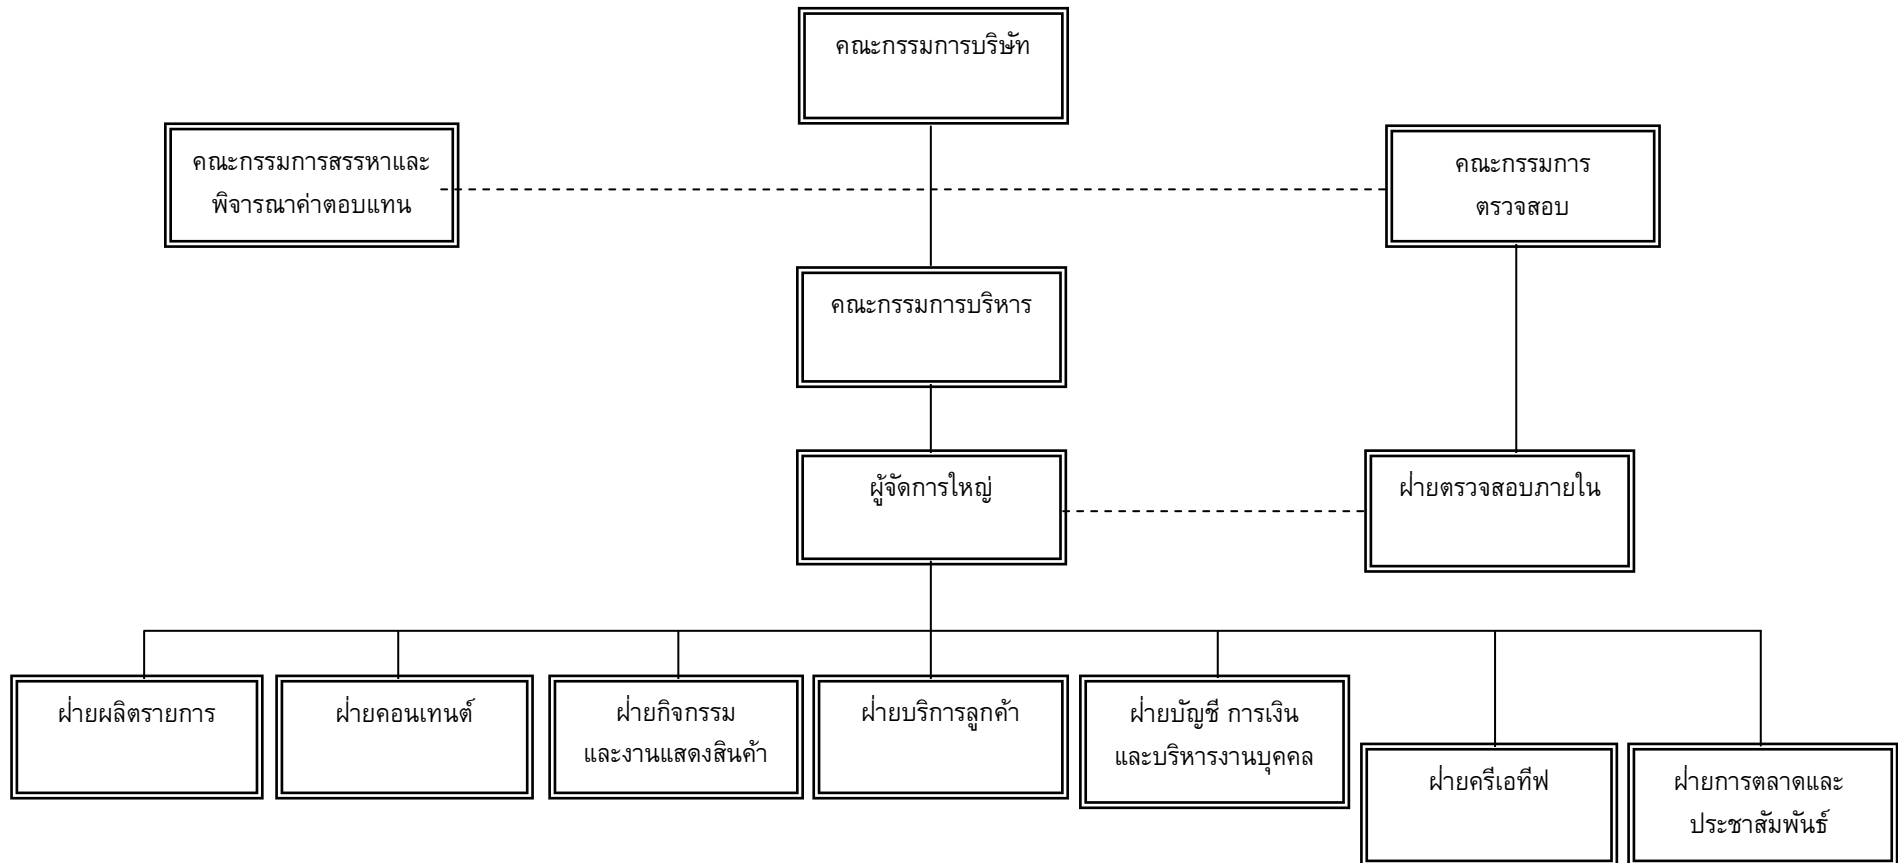 คณะกรรมการบริษัท
คณะกรรมการสรรหาและ
พิจารณาค่าตอบแทน
คณะกรรมการ
ตรวจสอบ
คณะกรรมการบริหาร
ผู้จัดการใหญ่
ฝ่ายตรวจสอบภายใน
ฝ่ายผลิตรายการ
ฝ่ายคอนเทนต์
ฝ่ายกิจกรรม
และงานแสดงสินค้า
ฝ่ายบริการลูกค้า
ฝ่ายบัญชี การเงิน
และบริหารงานบุคคล
ฝ่ายครีเอทีฟ
ฝ่ายการตลาดและ
ประชาสัมพันธ์